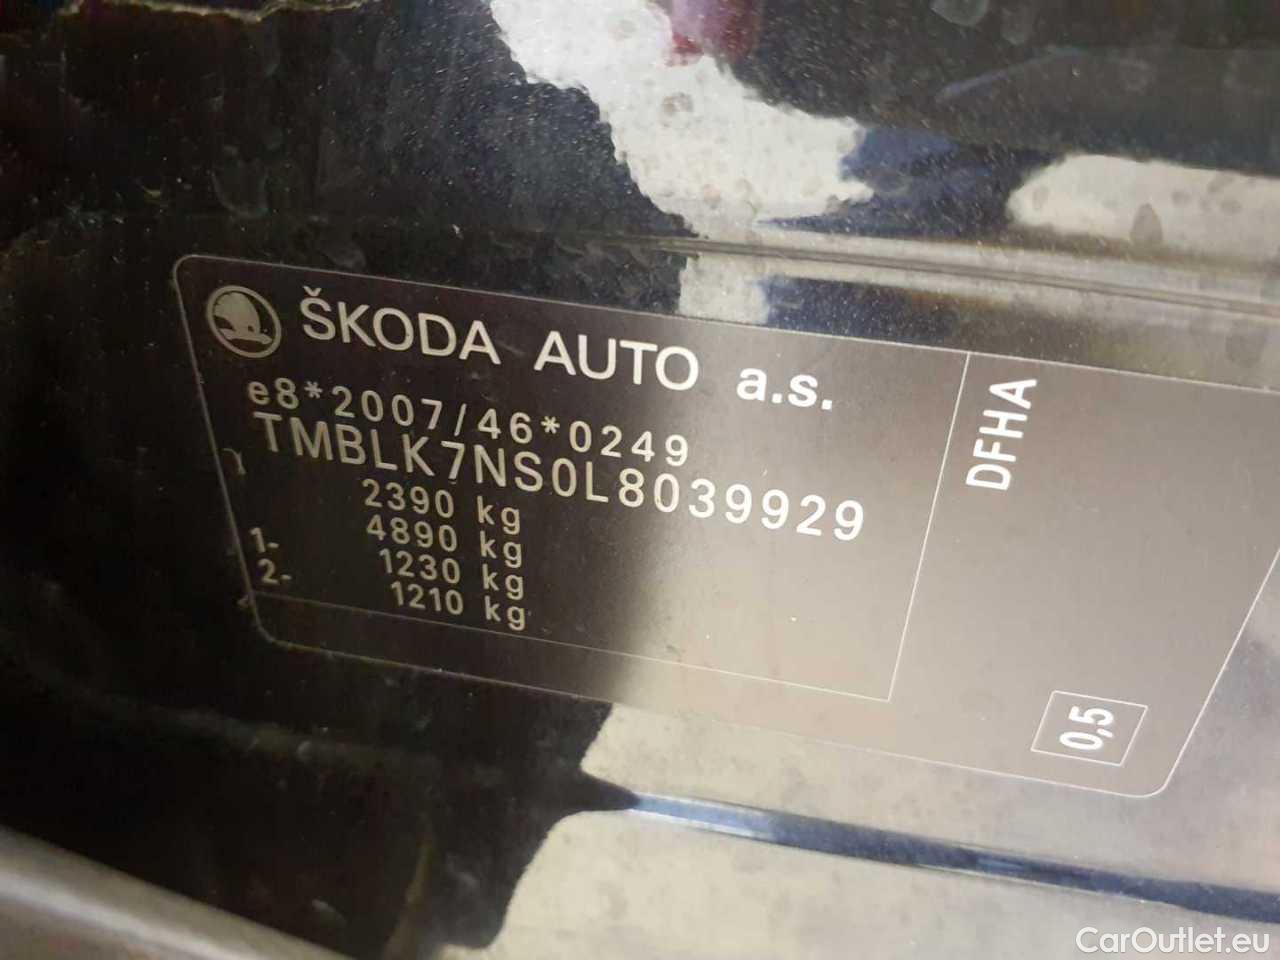 ŠKODA AUTO a.s.
e8*2007/46*0249
TMBLK7NS0L8039929
2390 kg
4890 kg
1- 1230 kg
2- 1210 kg
DFHA
0,5
CarOutlet.eu